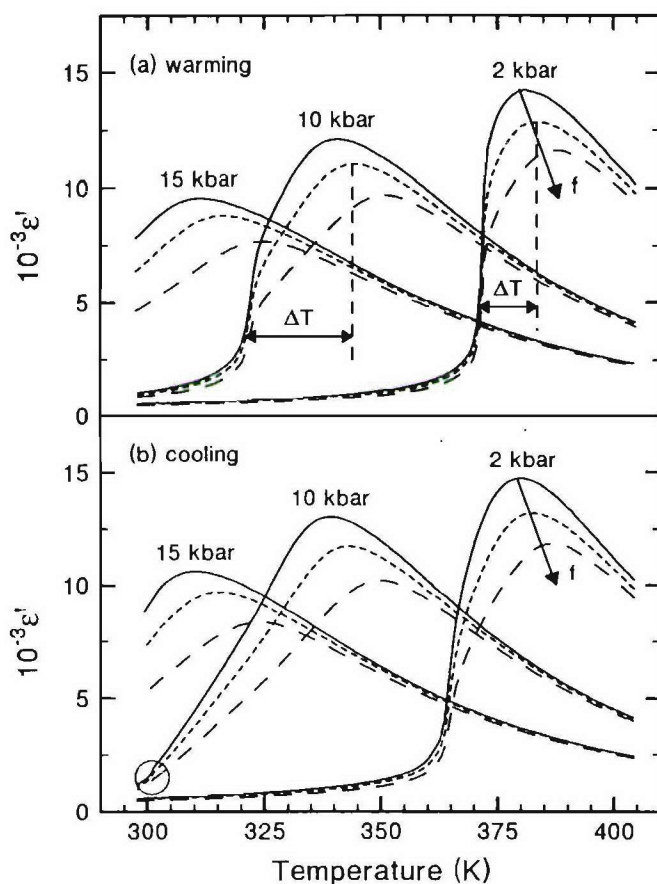 (a) warming
2 kbar
10 kbar
15 kbar
f
ΔT
ΔT
10⁻³ε'
15
10
5
0
(b) cooling
2 kbar
10 kbar
15 kbar
f
10⁻³ε'
15
10
5
0
300 325 350 375 400
Temperature (K)